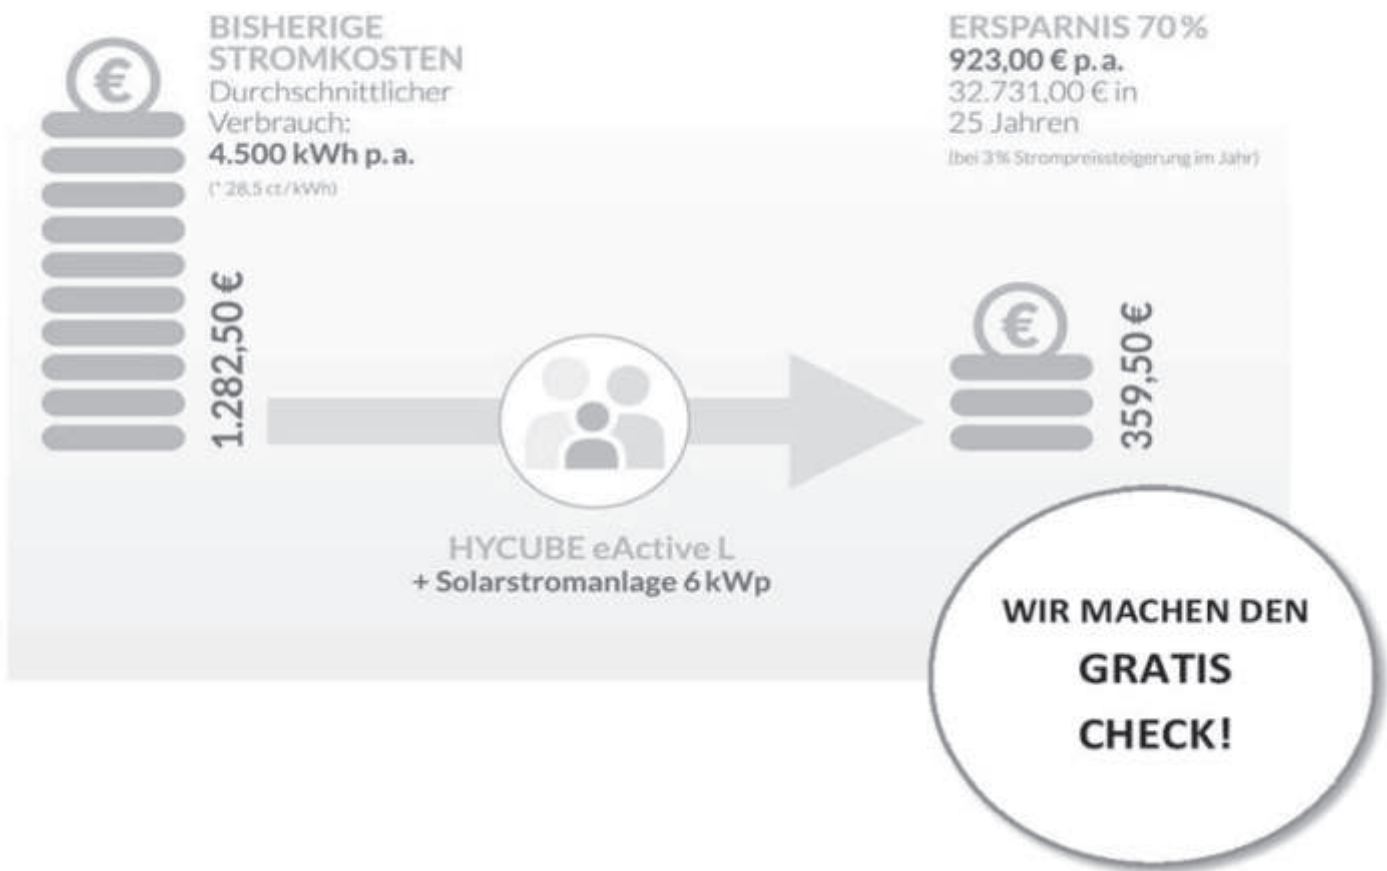 BISHERIGE
STROMKOSTEN
Durchschnittlicher
Verbrauch:
4.500 kWh p.a.
(* 28,5 ct/kWh)
1.282,50 €
ERSPARNIS 70%
923,00 € p.a.
32.731,00 € in
25 Jahren
(bei 3% Strompreissteigerung im Jahr)
359,50 €
HYCUBE eActive L
+ Solarstromanlage 6 kWp
WIR MACHEN DEN
GRATIS
CHECK!